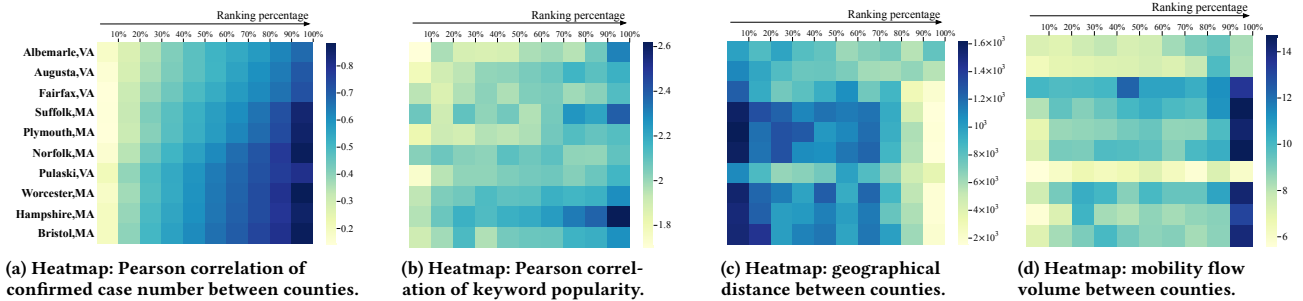 Ranking percentage
10% 20% 30% 40% 50% 60% 70% 80% 90% 100%
Albemarle,VA
Augusta,VA
Fairfax,VA
Suffolk,MA
Plymouth,MA
Norfolk,MA
Pulaski,VA
Worcester,MA
Hampshire,MA
Bristol,MA
0.8
0.7
0.6
0.5
0.4
0.3
0.2
(a) Heatmap: Pearson correlation of
confirmed case number between counties.
Ranking percentage
10% 20% 30% 40% 50% 60% 70% 80% 90% 100%
2.6
2.4
2.2
2.0
1.8
(b) Heatmap: Pearson correl-
ation of keyword popularity.
Ranking percentage
10% 20% 30% 40% 50% 60% 70% 80% 90% 100%
1.6×10³
1.4×10³
1.2×10³
1×10³
8×10³
6×10³
4×10³
2×10³
(c) Heatmap: geographical
distance between counties.
Ranking percentage
10% 20% 30% 40% 50% 60% 70% 80% 90% 100%
14
12
10
8
6
(d) Heatmap: mobility flow
volume between counties.